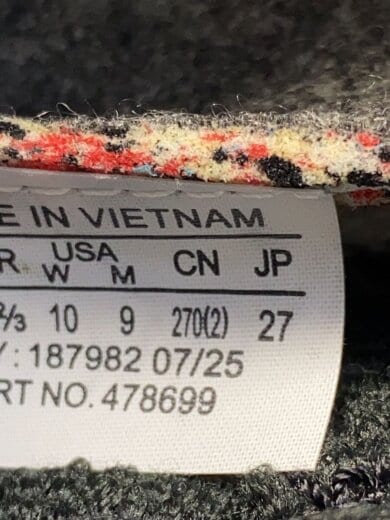 E IN VIETNAM
R USA CN JP
W M
⅔ 10 9 270(2) 27
: 187982 07/25
RT NO. 478699